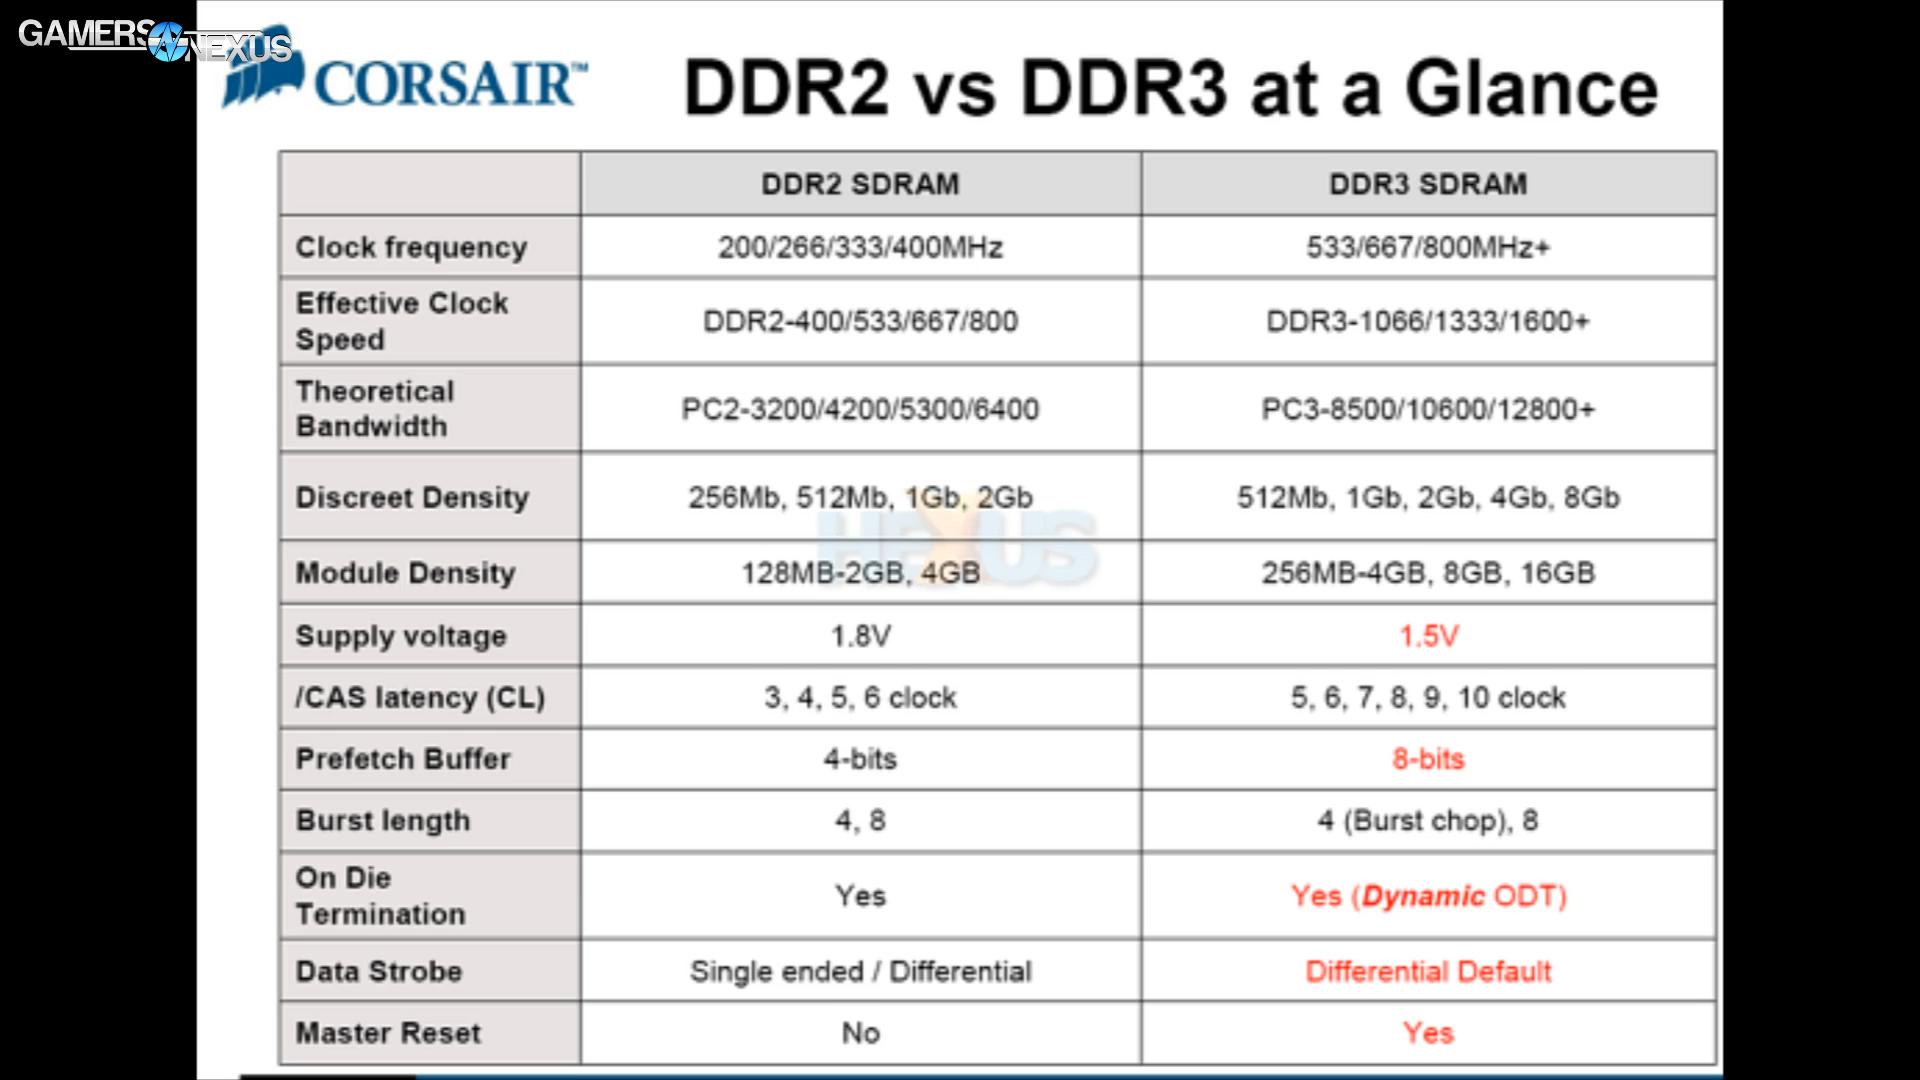 GAMERS NEXUS
CORSAIR™
DDR2 vs DDR3 at a Glance
DDR2 SDRAM DDR3 SDRAM
Clock frequency 200/266/333/400MHz 533/667/800MHz+
Effective Clock
Speed DDR2-400/533/667/800 DDR3-1066/1333/1600+
Theoretical
Bandwidth PC2-3200/4200/5300/6400 PC3-8500/10600/12800+
Discreet Density 256Mb, 512Mb, 1Gb, 2Gb 512Mb, 1Gb, 2Gb, 4Gb, 8Gb
HEXUS
Module Density 128MB-2GB, 4GB 256MB-4GB, 8GB, 16GB
Supply voltage 1.8V 1.5V
/CAS latency (CL) 3, 4, 5, 6 clock 5, 6, 7, 8, 9, 10 clock
Prefetch Buffer 4-bits 8-bits
Burst length 4, 8 4 (Burst chop), 8
On Die
Termination Yes Yes (Dynamic ODT)
Data Strobe Single ended / Differential Differential Default
Master Reset No Yes